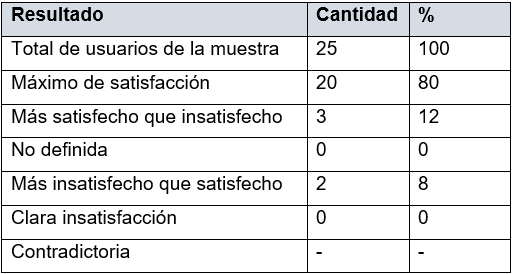 Resultado Cantidad %
Total de usuarios de la muestra 25 100
Máximo de satisfacción 20 80
Más satisfecho que insatisfecho 3 12
No definida 0 0
Más insatisfecho que satisfecho 2 8
Clara insatisfacción 0 0
Contradictoria - -